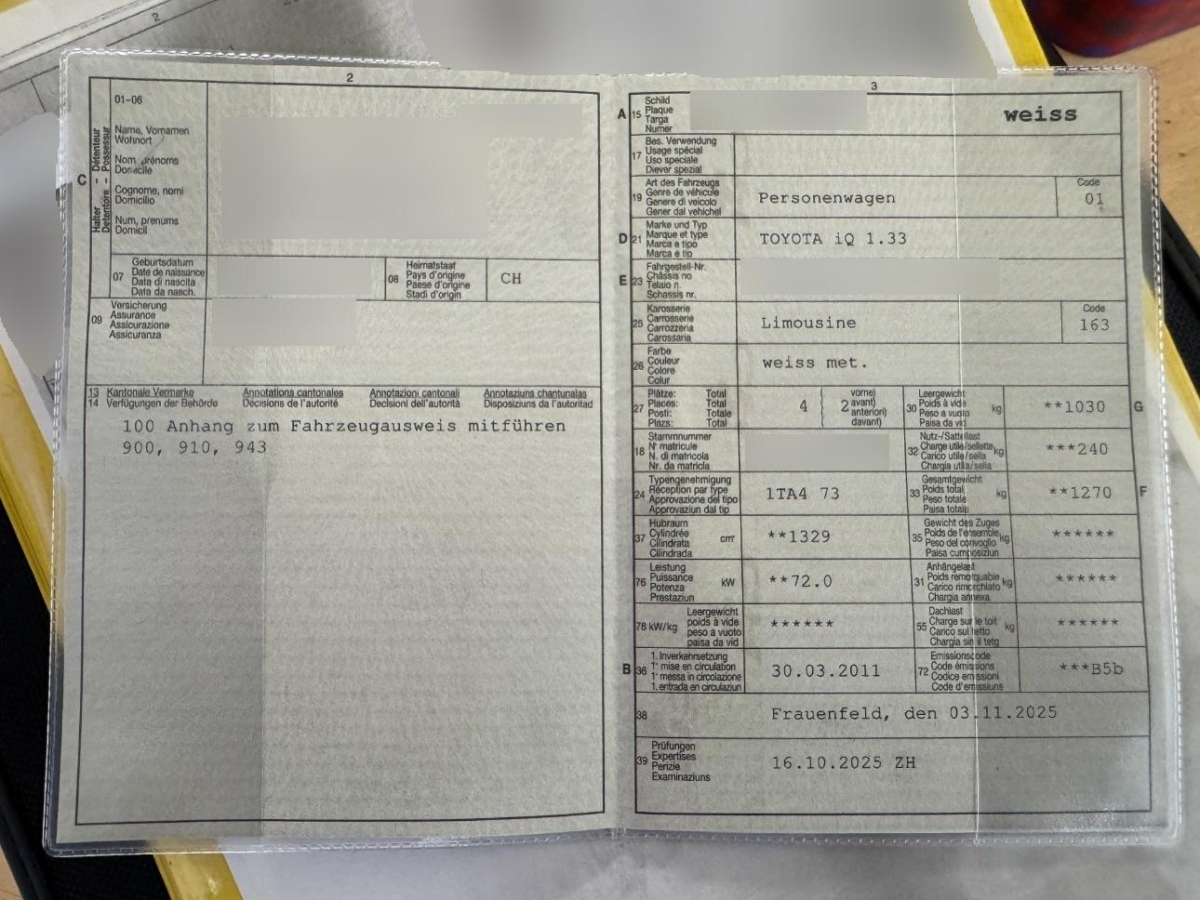 2
01-06
Halter - Détenteur
Detentore - Possessur
C
Name, Vornamen
Wohnort
Nom, prénoms
Domicile
Cognome, nomi
Domicilio
Num, prenums
Domicil
07
Geburtsdatum
Date de naissance
Data di nascita
Data da nasch.
08
Heimatstaat
Pays d'origine
Paese d'origine
Stadi d'origin
CH
09
Versicherung
Assurance
Assicurazione
Assicuranza
13 Kantonale Vermerke Annotations cantonales Annotazioni cantonali Annotaziuns chantunalas
14 Verfügungen der Behörde Décisions de l'autorité Decisioni dell'autorità Disposiziuns da l'autoritad
100 Anhang zum Fahrzeugausweis mitführen
900, 910, 943
3
A 15
Schild
Plaque
Targa
Numer
weiss
17
Bes. Verwendung
Usage spécial
Uso speciale
Diever spezial
19
Art des Fahrzeugs
Genre de véhicule
Genere di veicolo
Gener dal vehichel
Personenwagen
Code
01
D 21
Marke und Typ
Marque et type
Marca e tipo
Marca e tip
TOYOTA iQ 1.33
E 23
Fahrgestell-Nr.
Châssis no
Telaio n.
Schassis nr.
25
Karosserie
Carrosserie
Carrozzeria
Carossaria
Limousine
Code
163
26
Farbe
Couleur
Colore
Colur
weiss met.
27
Plätze: Total
Places: Total
Posti: Totale
Plazs: Total
4
2
vorne)
avant)
anteriori)
davant)
30
Leergewicht
Poids à vide
Peso a vuoto
Paisa da vid
kg
**1030
G
18
Stammnummer
N° matricule
N. di matricola
Nr. da matricla
32
Nutz-/Sattellast
Charge utile/sellette
Carico utile/sella
Chargia utila/sella
kg
***240
24
Typengenehmigung
Réception par type
Approvazione del tipo
Approvaziun dal tip
1TA4 73
33
Gesamtgewicht
Poids total
Peso totale
Paisa totala
kg
**1270
F
37
Hubraum
Cylindrée
Cilindrata
Cilindrada
cm³
**1329
35
Gewicht des Zuges
Poids de l'ensemble
Peso del convoglio
Paisa cumposiziun
kg
******
76
Leistung
Puissance
Potenza
Prestaziun
kW
**72.0
31
Anhängelast
Poids remorquable
Carico rimorchiato
Chargia annexa
kg
******
78 kW/kg
Leergewicht
poids à vide
peso a vuoto
paisa da vid
******
55
Dachlast
Charge sur le toit
Carico sul tetto
Chargia sin il tetg
kg
******
B 36
1. Inverkehrsetzung
1ʳᵉ mise en circulation
1ª messa in circolazione
1. entrada en circulaziun
30.03.2011
72
Emissionscode
Code émissions
Codice emissioni
Code d'emissiuns
***B5b
38
Frauenfeld, den 03.11.2025
39
Prüfungen
Expertises
Perizie
Examinaziuns
16.10.2025 ZH